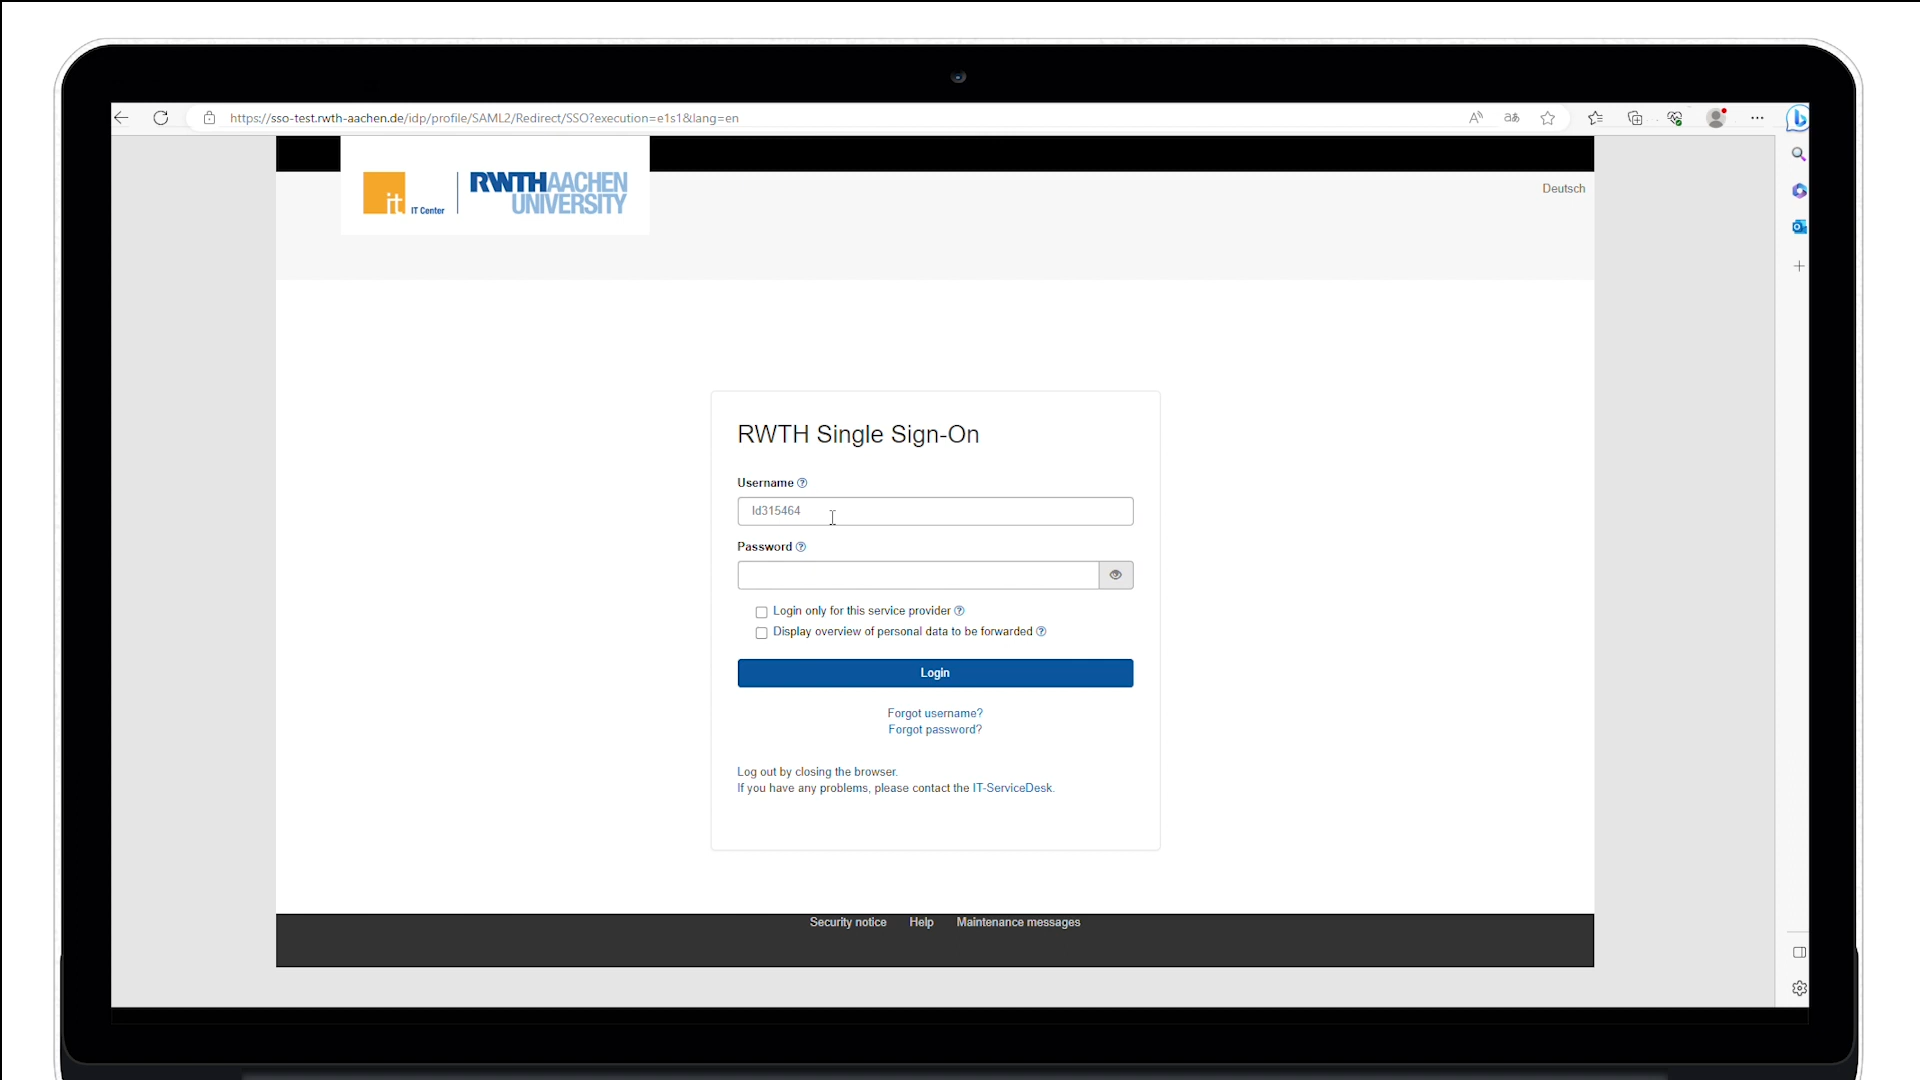 https://sso-test.rwth-aachen.de/idp/profile/SAML2/Redirect/SSO?execution=e1s1&lang=en
it IT Center
RWTHAACHEN
UNIVERSITY
Deutsch
RWTH Single Sign-On
Username
ld315464
Password
Login only for this service provider
Display overview of personal data to be forwarded
Login
Forgot username?
Forgot password?
Log out by closing the browser.
If you have any problems, please contact the IT-ServiceDesk.
Security notice Help Maintenance messages